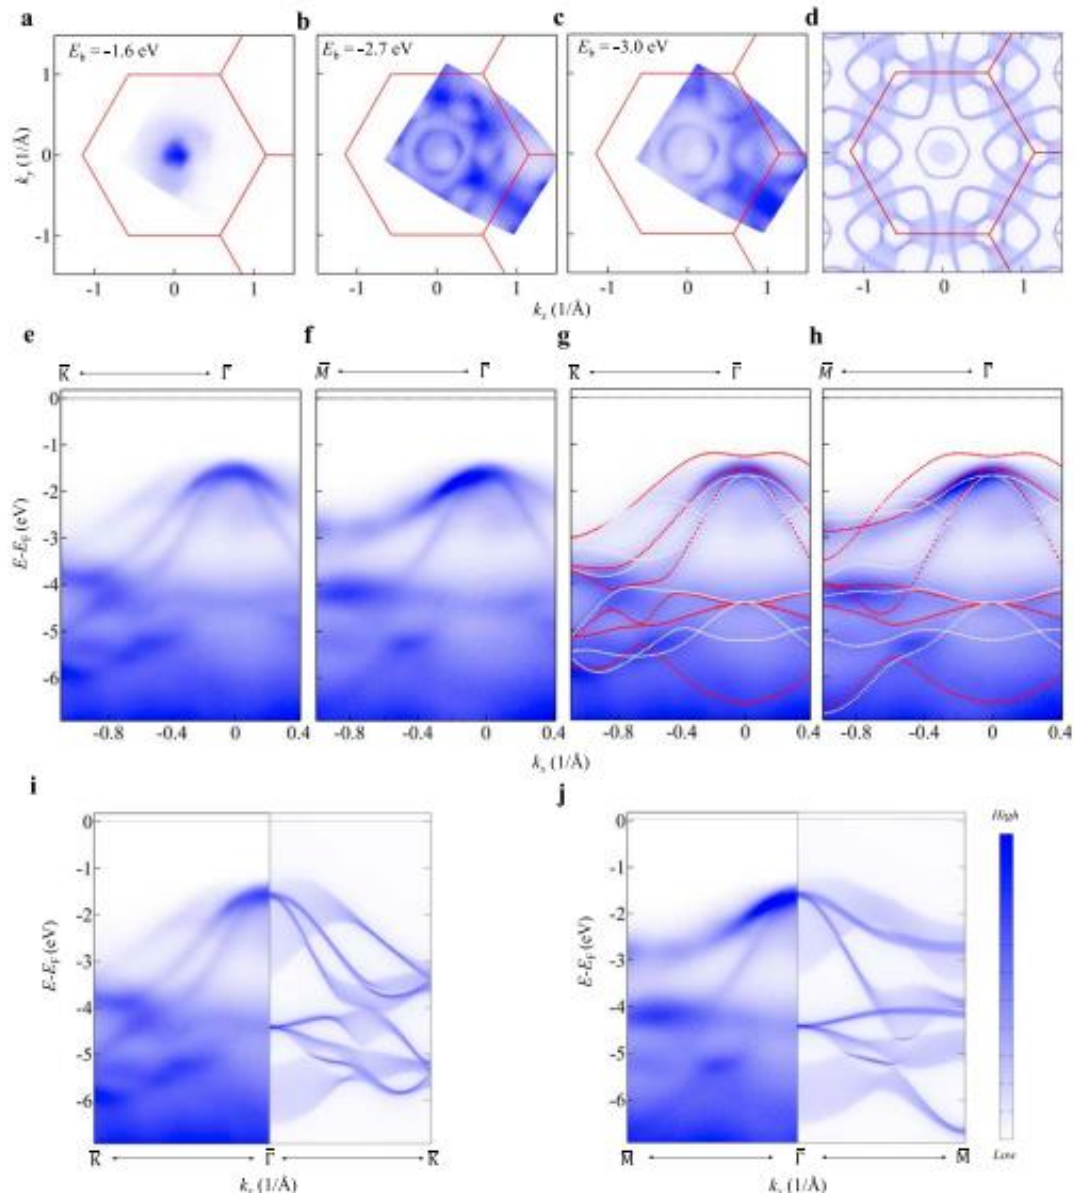 a
b
c
d
E_b = -1.6 eV
E_b = -2.7 eV
E_b = -3.0 eV
k_y (1/Å)
1
0
-1
-1 0 1
-1 0 1
-1 0 1
-1 0 1
k_x (1/Å)
e
f
g
h
K̅ Γ̅
M̅ Γ̅
K̅ Γ̅
M̅ Γ̅
E-E_F (eV)
0
-1
-2
-3
-4
-5
-6
-0.8 -0.4 0 0.4
-0.8 -0.4 0 0.4
-0.8 -0.4 0 0.4
-0.8 -0.4 0 0.4
k_x (1/Å)
i
j
E-E_F (eV)
0
-1
-2
-3
-4
-5
-6
K̅ Γ̅ K̅
k_x (1/Å)
E-E_F (eV)
0
-1
-2
-3
-4
-5
-6
M̅ Γ̅ M̅
k_x (1/Å)
High
Low